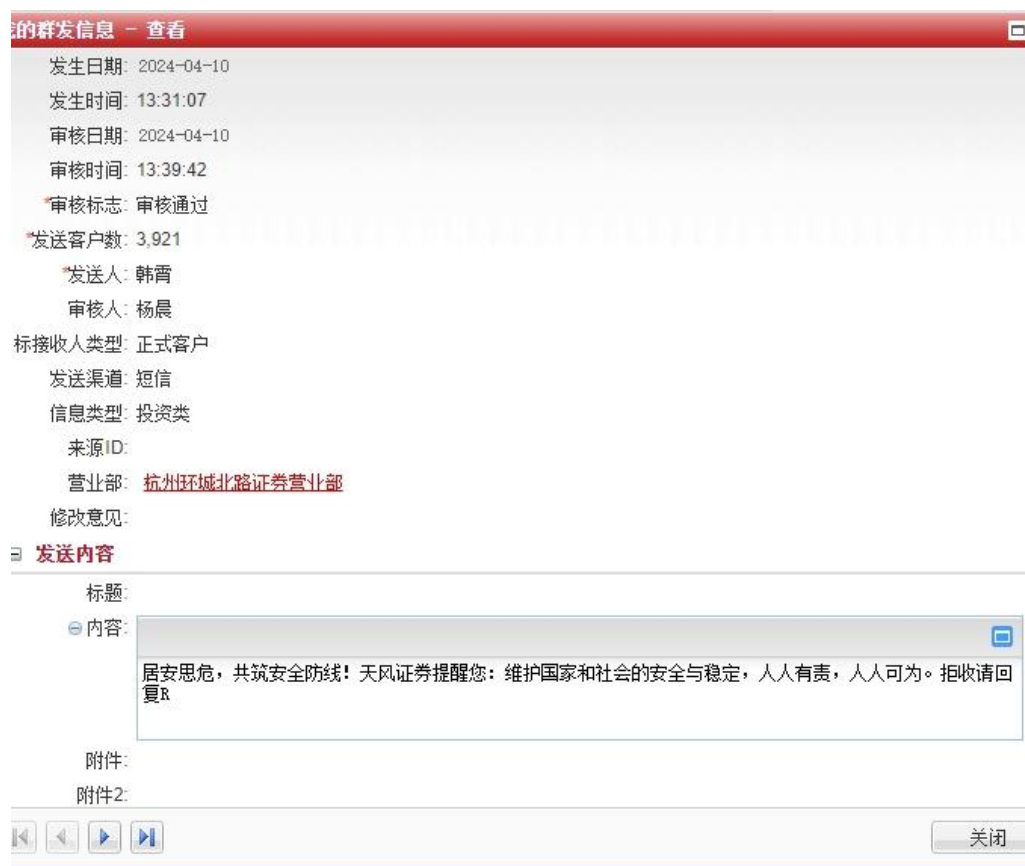 的群发信息 - 查看
发生日期: 2024-04-10
发生时间: 13:31:07
审核日期: 2024-04-10
审核时间: 13:39:42
*审核标志: 审核通过
*发送客户数: 3,921
*发送人: 韩霄
审核人: 杨晨
标接收人类型: 正式客户
发送渠道: 短信
信息类型: 投资类
来源ID:
营业部: 杭州环城北路证券营业部
修改意见:
发送内容
标题:
内容:
居安思危，共筑安全防线！天风证券提醒您：维护国家和社会的安全与稳定，人人有责，人人可为。拒收请回
复R
附件:
附件2:
关闭